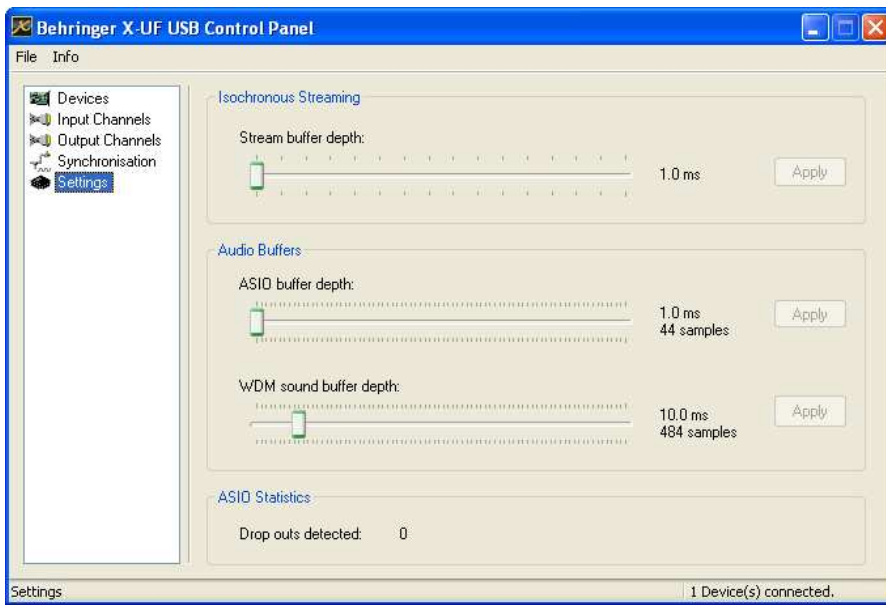 Behringer X-UF USB Control Panel
File Info
Devices
Input Channels
Output Channels
Synchronisation
Settings
Isochronous Streaming
Stream buffer depth:
1.0 ms
Apply
Audio Buffers
ASIO buffer depth:
1.0 ms
44 samples
Apply
WDM sound buffer depth:
10.0 ms
484 samples
Apply
ASIO Statistics
Drop outs detected: 0
Settings
1 Device(s) connected.